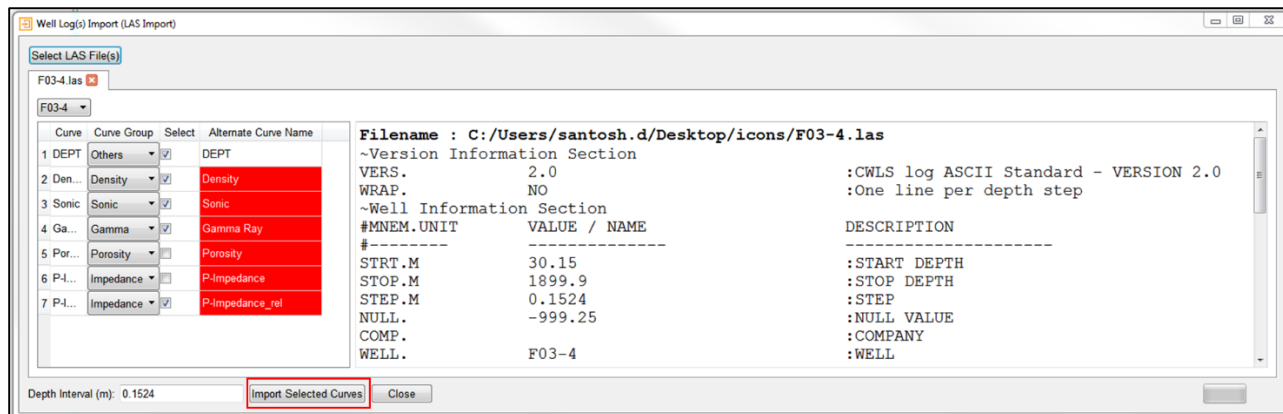 Well Log(s) Import (LAS Import)
Select LAS File(s)
F03-4.las
F03-4
Curve Curve Group Select Alternate Curve Name
1 DEPT Others DEPT
2 Den... Density Density
3 Sonic Sonic Sonic
4 Ga... Gamma Gamma Ray
5 Por... Porosity Porosity
6 P-I... Impedance P-Impedance
7 P-I... Impedance P-Impedance_rel
Filename : C:/Users/santosh.d/Desktop/icons/F03-4.las
~Version Information Section
VERS. 2.0 :CWLS log ASCII Standard - VERSION 2.0
WRAP. NO :One line per depth step
~Well Information Section
#MNEM.UNIT VALUE / NAME DESCRIPTION
#-------- -------------- ---------------------
STRT.M 30.15 :START DEPTH
STOP.M 1899.9 :STOP DEPTH
STEP.M 0.1524 :STEP
NULL. -999.25 :NULL VALUE
COMP. :COMPANY
WELL. F03-4 :WELL
Depth Interval (m): 0.1524 Import Selected Curves Close